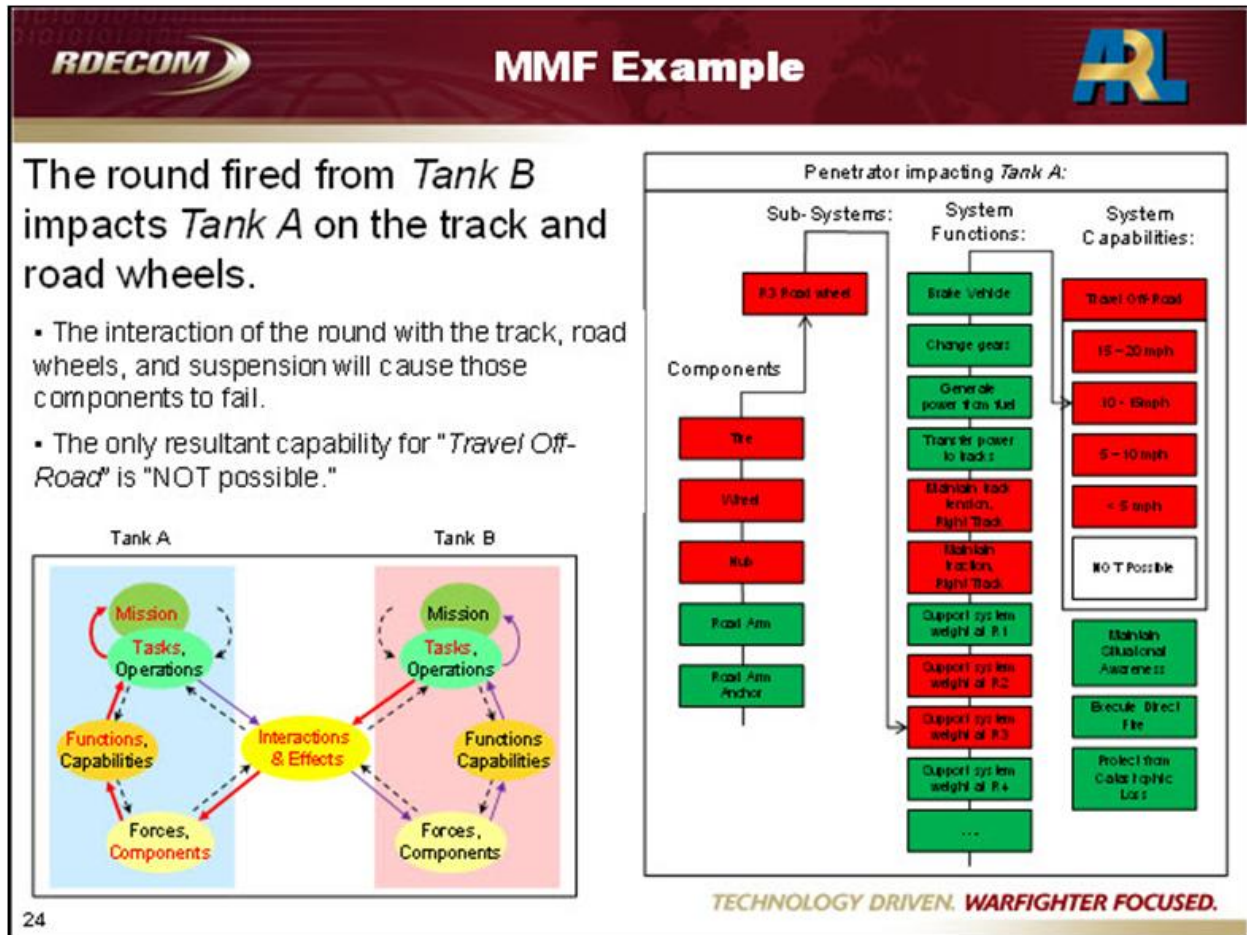 RDECOM
MMF Example
ARL
The round fired from Tank B
impacts Tank A on the track and
road wheels.
▪ The interaction of the round with the track, road
wheels, and suspension will cause those
components to fail.
▪ The only resultant capability for "Travel Off-
Road" is "NOT possible."
Tank A
Tank B
Mission
Tasks,
Operations
Functions,
Capabilities
Forces,
Components
Interactions
& Effects
Mission
Tasks,
Operations
Functions
Capabilities
Forces,
Components
Penetrator impacting Tank A:
Components
Tire
Wheel
Hub
Road Arm
Road Arm
Anchor
Sub-Systems:
R3 Road wheel
System
Functions:
Brake Vehicle
Change gears
Generate
power from fuel
Transfer power
to tracks
Maintain track
tension,
Right Track
Maintain
traction,
Right Track
Support system
weight at R1
Support system
weight at R2
Support system
weight at R3
Support system
weight at R4
...
System
Capabilities:
Travel Off-Road
15 – 20 mph
10 - 15mph
5 – 10 mph
< 5 mph
NOT Possible
Maintain
Situational
Awareness
Execute Direct
Fire
Protect from
Catastrophic
Loss
TECHNOLOGY DRIVEN. WARFIGHTER FOCUSED.
24